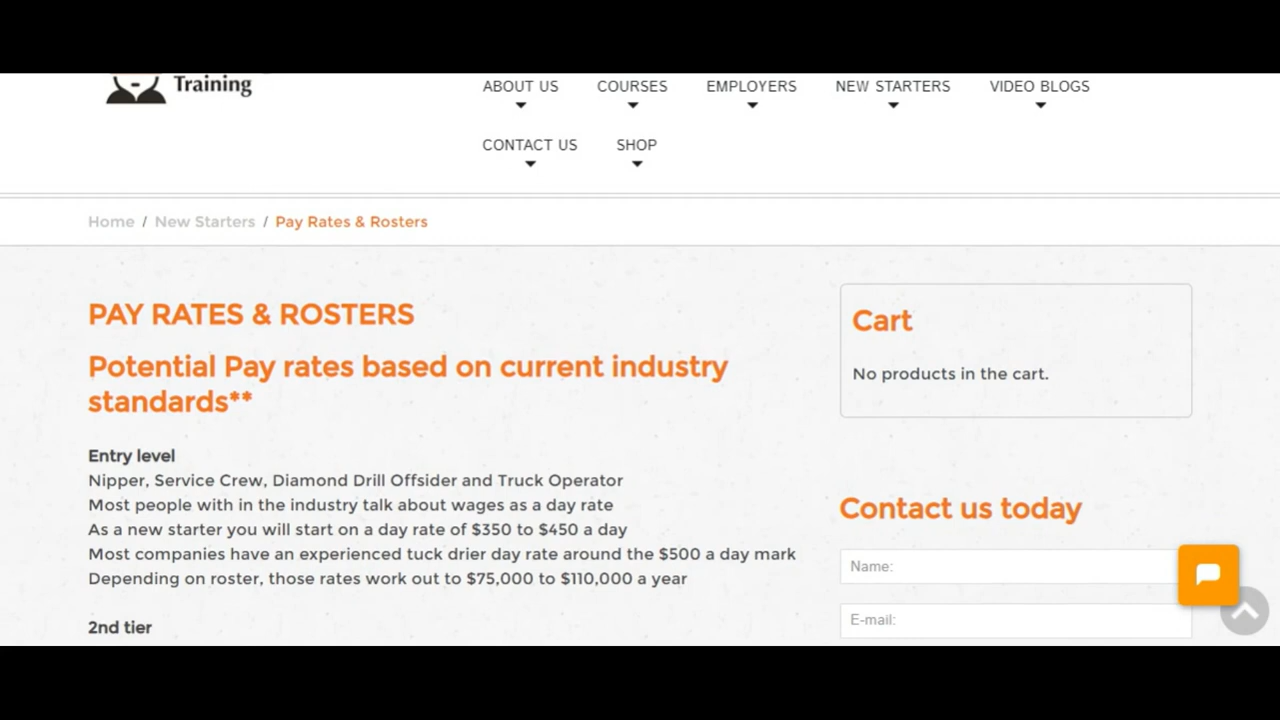 Training
ABOUT US
COURSES
EMPLOYERS
NEW STARTERS
VIDEO BLOGS
CONTACT US
SHOP
Home / New Starters / Pay Rates & Rosters
PAY RATES & ROSTERS
Potential Pay rates based on current industry
standards**
Entry level
Nipper, Service Crew, Diamond Drill Offsider and Truck Operator
Most people with in the industry talk about wages as a day rate
As a new starter you will start on a day rate of $350 to $450 a day
Most companies have an experienced tuck drier day rate around the $500 a day mark
Depending on roster, those rates work out to $75,000 to $110,000 a year
2nd tier
Cart
No products in the cart.
Contact us today
Name:
E-mail: